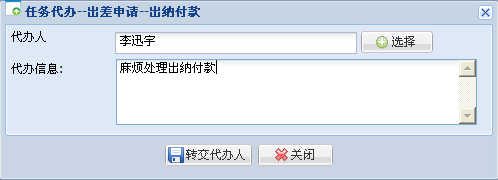 任务代办--出差申请--出纳付款
代办人
李迅宇
选择
代办信息:
麻烦处理出纳付款
转交代办人
关闭